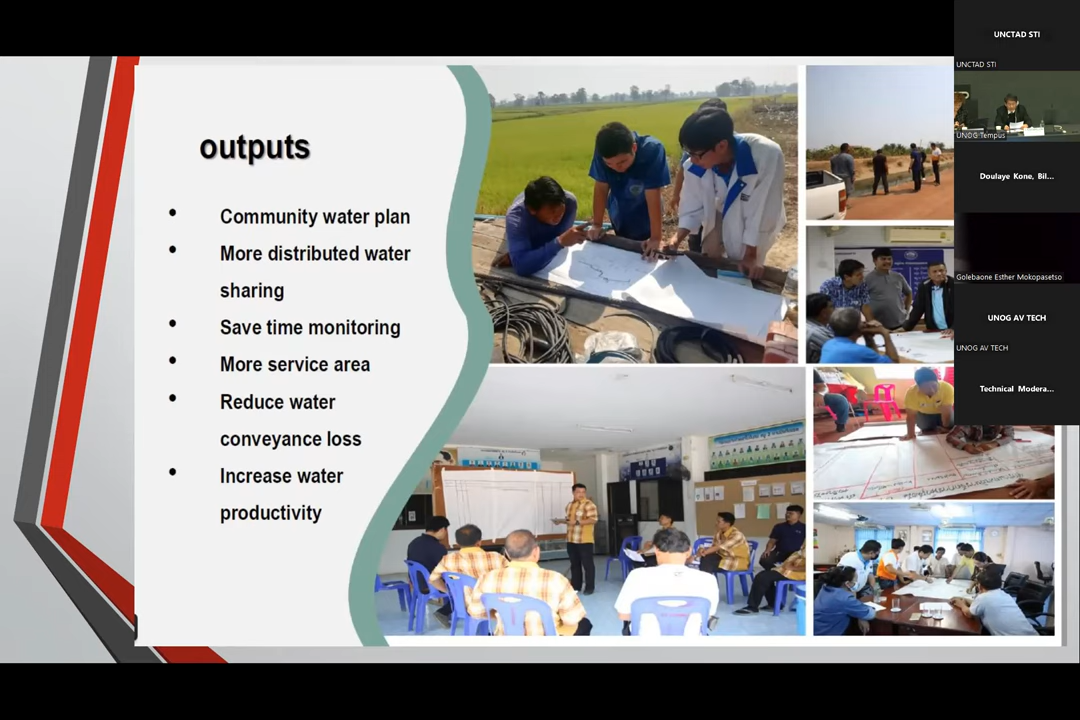 outputs
• Community water plan
• More distributed water
sharing
• Save time monitoring
• More service area
• Reduce water
conveyance loss
• Increase water
productivity
UNCTAD STI
UNCTAD STI
UNOG Tempus
Doulaye Kone, Bil...
Golebaone Esther Mokopasetso
UNOG AV TECH
UNOG AV TECH
Technical Modera...